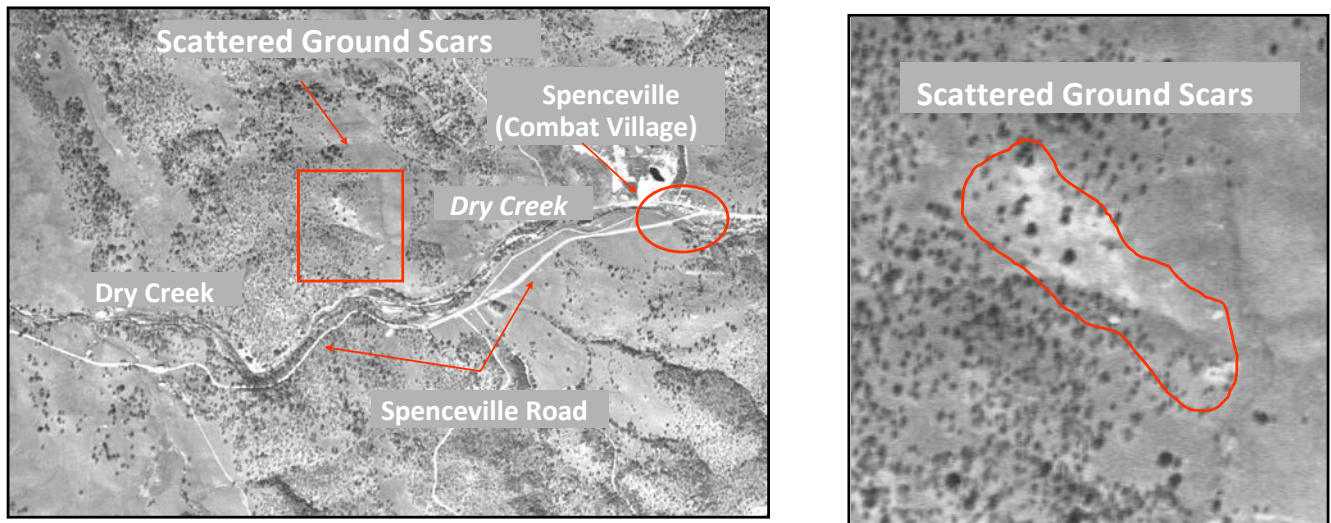 Scattered Ground Scars
Spenceville
(Combat Village)
Dry Creek
Dry Creek
Spenceville Road
Scattered Ground Scars